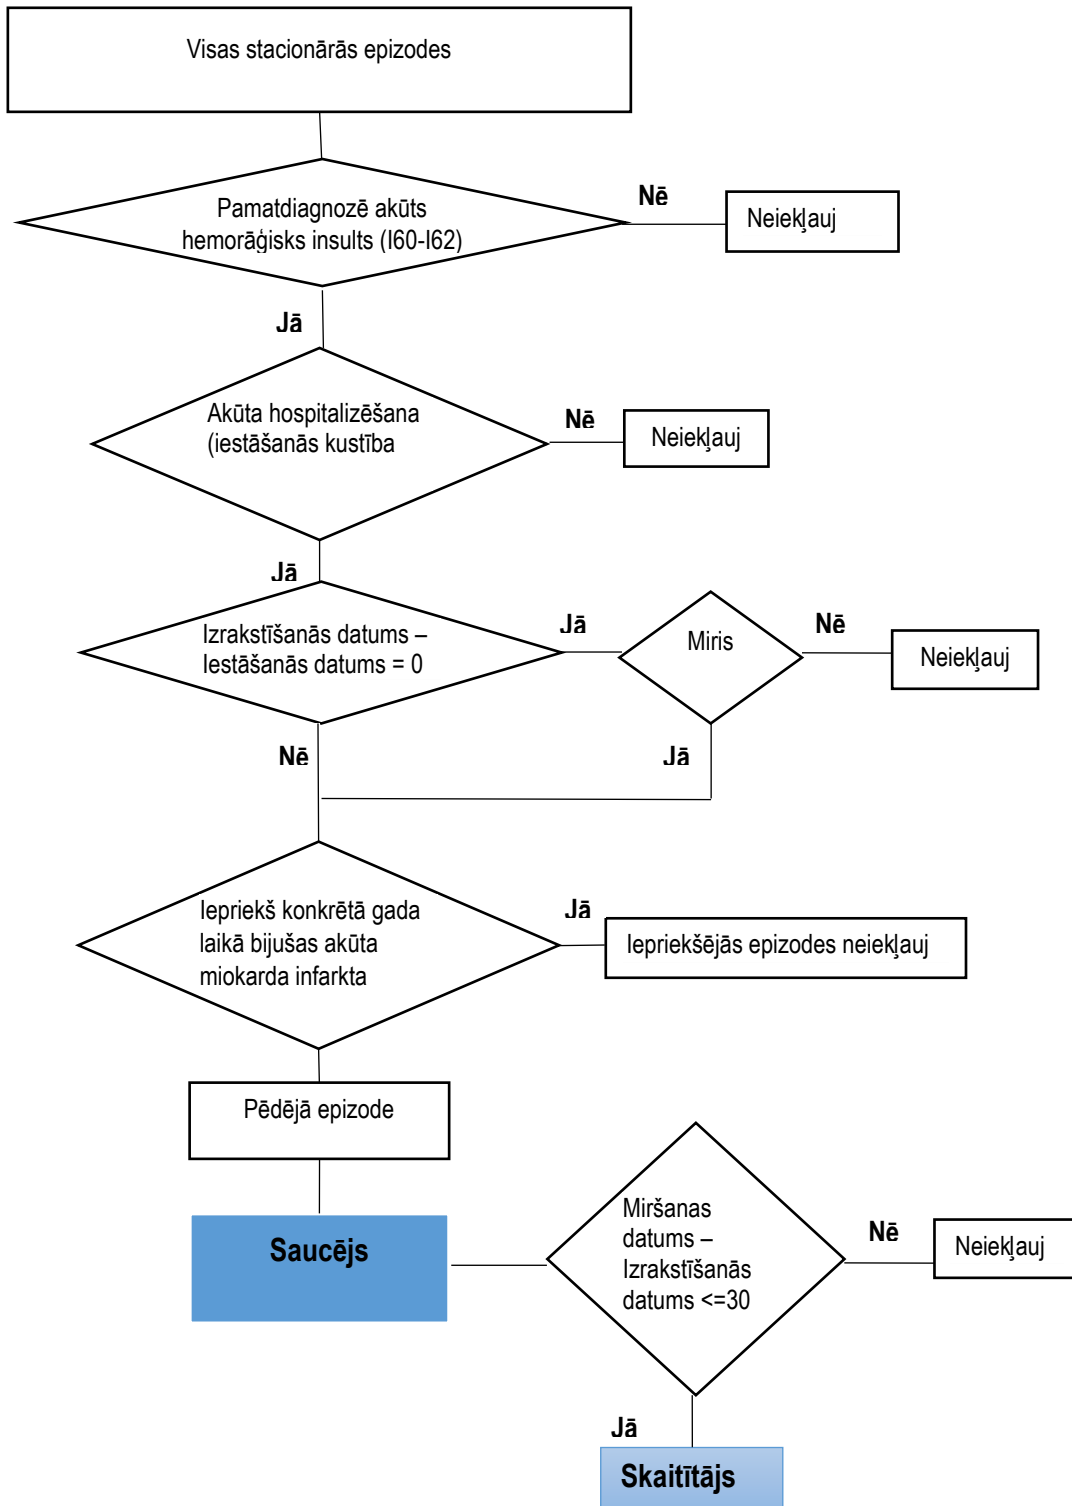 Visas stacionārās epizodes
Pamatdiagnozē akūts
hemorāģisks insults (I60-I62)
Nē
Neiekļauj
Jā
Akūta hospitalizēšana
(iestāšanās kustība
Nē
Neiekļauj
Jā
Izrakstīšanās datums –
Iestāšanās datums = 0
Jā
Miris
Nē
Neiekļauj
Nē
Jā
Iepriekš konkrētā gada
laikā bijušas akūta
miokarda infarkta
Jā
Iepriekšējās epizodes neiekļauj
Pēdējā epizode
Saucējs
Miršanas
datums –
Izrakstīšanās
datums <=30
Nē
Neiekļauj
Jā
Skaitītājs